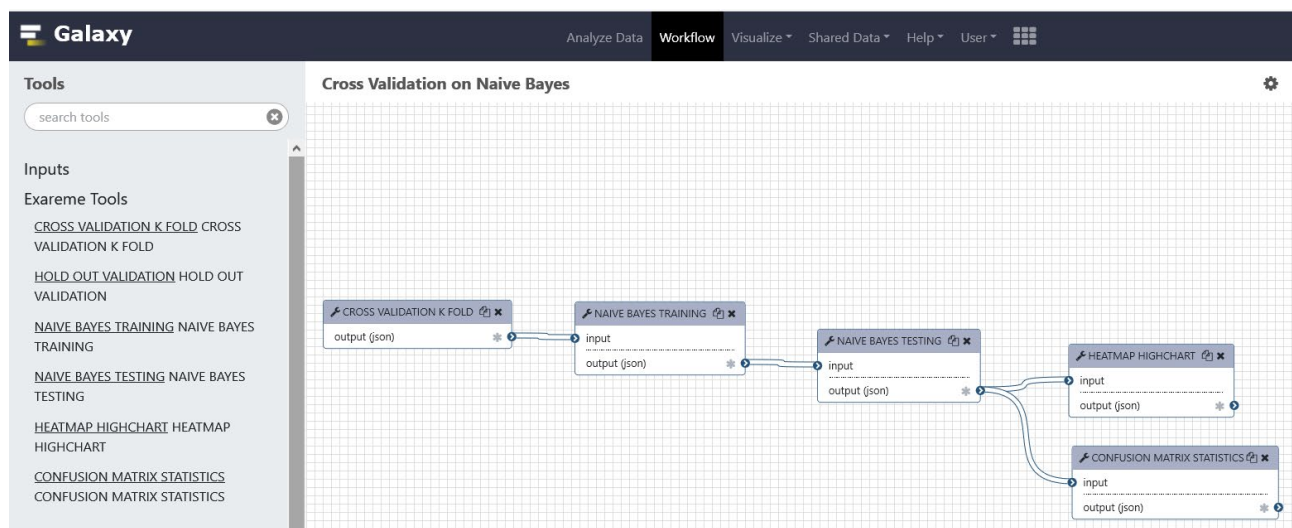 Galaxy
Analyze Data Workflow Visualize Shared Data Help User
Tools
search tools
Inputs
Exareme Tools
CROSS VALIDATION K FOLD CROSS
VALIDATION K FOLD
HOLD OUT VALIDATION HOLD OUT
VALIDATION
NAIVE BAYES TRAINING NAIVE BAYES
TRAINING
NAIVE BAYES TESTING NAIVE BAYES
TESTING
HEATMAP HIGHCHART HEATMAP
HIGHCHART
CONFUSION MATRIX STATISTICS
CONFUSION MATRIX STATISTICS
Cross Validation on Naive Bayes
CROSS VALIDATION K FOLD
output (json)
NAIVE BAYES TRAINING
input
output (json)
NAIVE BAYES TESTING
input
output (json)
HEATMAP HIGHCHART
input
output (json)
CONFUSION MATRIX STATISTICS
input
output (json)